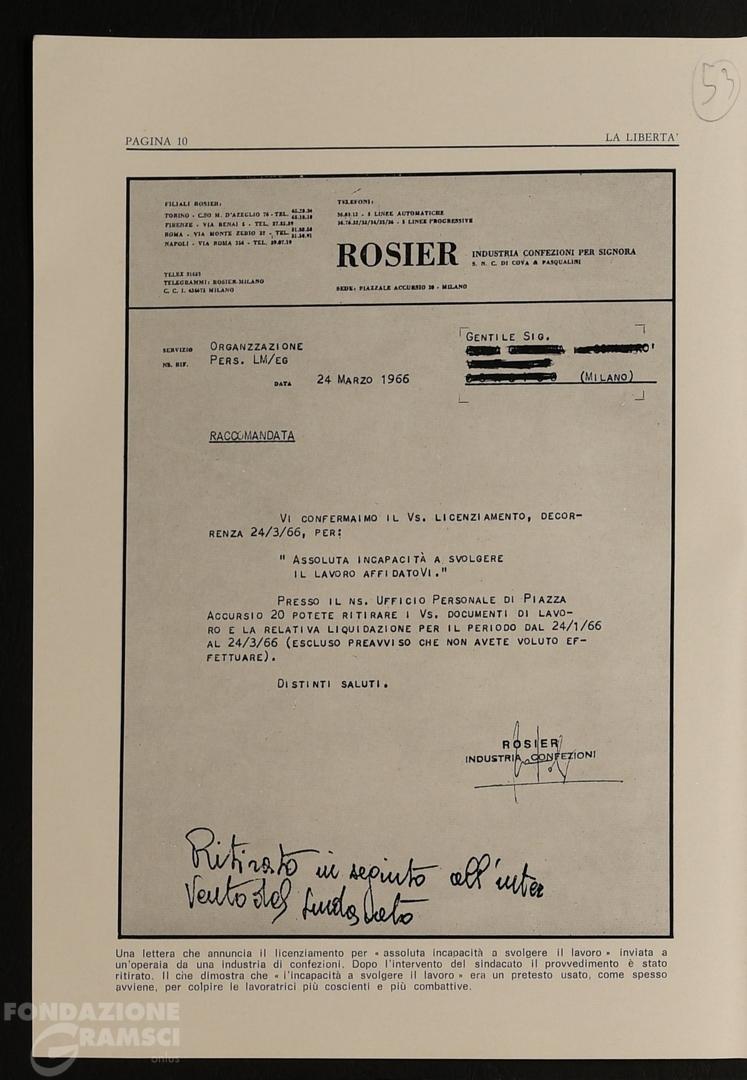 53
PAGINA 10
LA LIBERTA'
FILIALI ROSIER:
TORINO - C.SO M. D'AZEGLIO 76 - TEL.
FIRENZE - VIA RENAI 5 - TEL.
ROMA - VIA MONTE ZEBIO 37 - TEL.
NAPOLI - VIA ROMA 354 - TEL.
TELEX 31653
TELEGRAMMI: ROSIER-MILANO
C. C. I. MILANO
TELEFONI:
LINEE AUTOMATICHE
LINEE PROGRESSIVE
ROSIER INDUSTRIA CONFEZIONI PER SIGNORA
S. N. C. DI COVA & PASQUALINI
SEDE: PIAZZALE ACCURSIO 20 - MILANO
SERVIZIO ORGANZZAZIONE
NS. RIF. PERS. LM/EG
DATA 24 MARZO 1966
GENTILE SIG.
(MILANO)
RACCOMANDATA
VI CONFERMAIMO IL VS. LICENZIAMENTO, DECOR-
RENZA 24/3/66, PER:
" ASSOLUTA INCAPACITÀ A SVOLGERE
IL LAVORO AFFIDATOVI."
PRESSO IL NS. UFFICIO PERSONALE DI PIAZZA
ACCURSIO 20 POTETE RITIRARE I VS. DOCUMENTI DI LAVO-
RO E LA RELATIVA LIQUIDAZIONE PER IL PERIODO DAL 24/1/66
AL 24/3/66 (ESCLUSO PREAVVISO CHE NON AVETE VOLUTO EF-
FETTUARE).
DISTINTI SALUTI.
ROSIER
INDUSTRIA CONFEZIONI
Ritirato in seguito all'inter
vento del sindacato
Una lettera che annuncia il licenziamento per « assoluta incapacità a svolgere il lavoro » inviata a
un'operaia da una industria di confezioni. Dopo l'intervento del sindacato il provvedimento è stato
ritirato. Il che dimostra che « l'incapacità a svolgere il lavoro » era un pretesto usato, come spesso
avviene, per colpire le lavoratrici più coscienti e più combattive.
FONDAZIONE
GRAMSCI
onlus